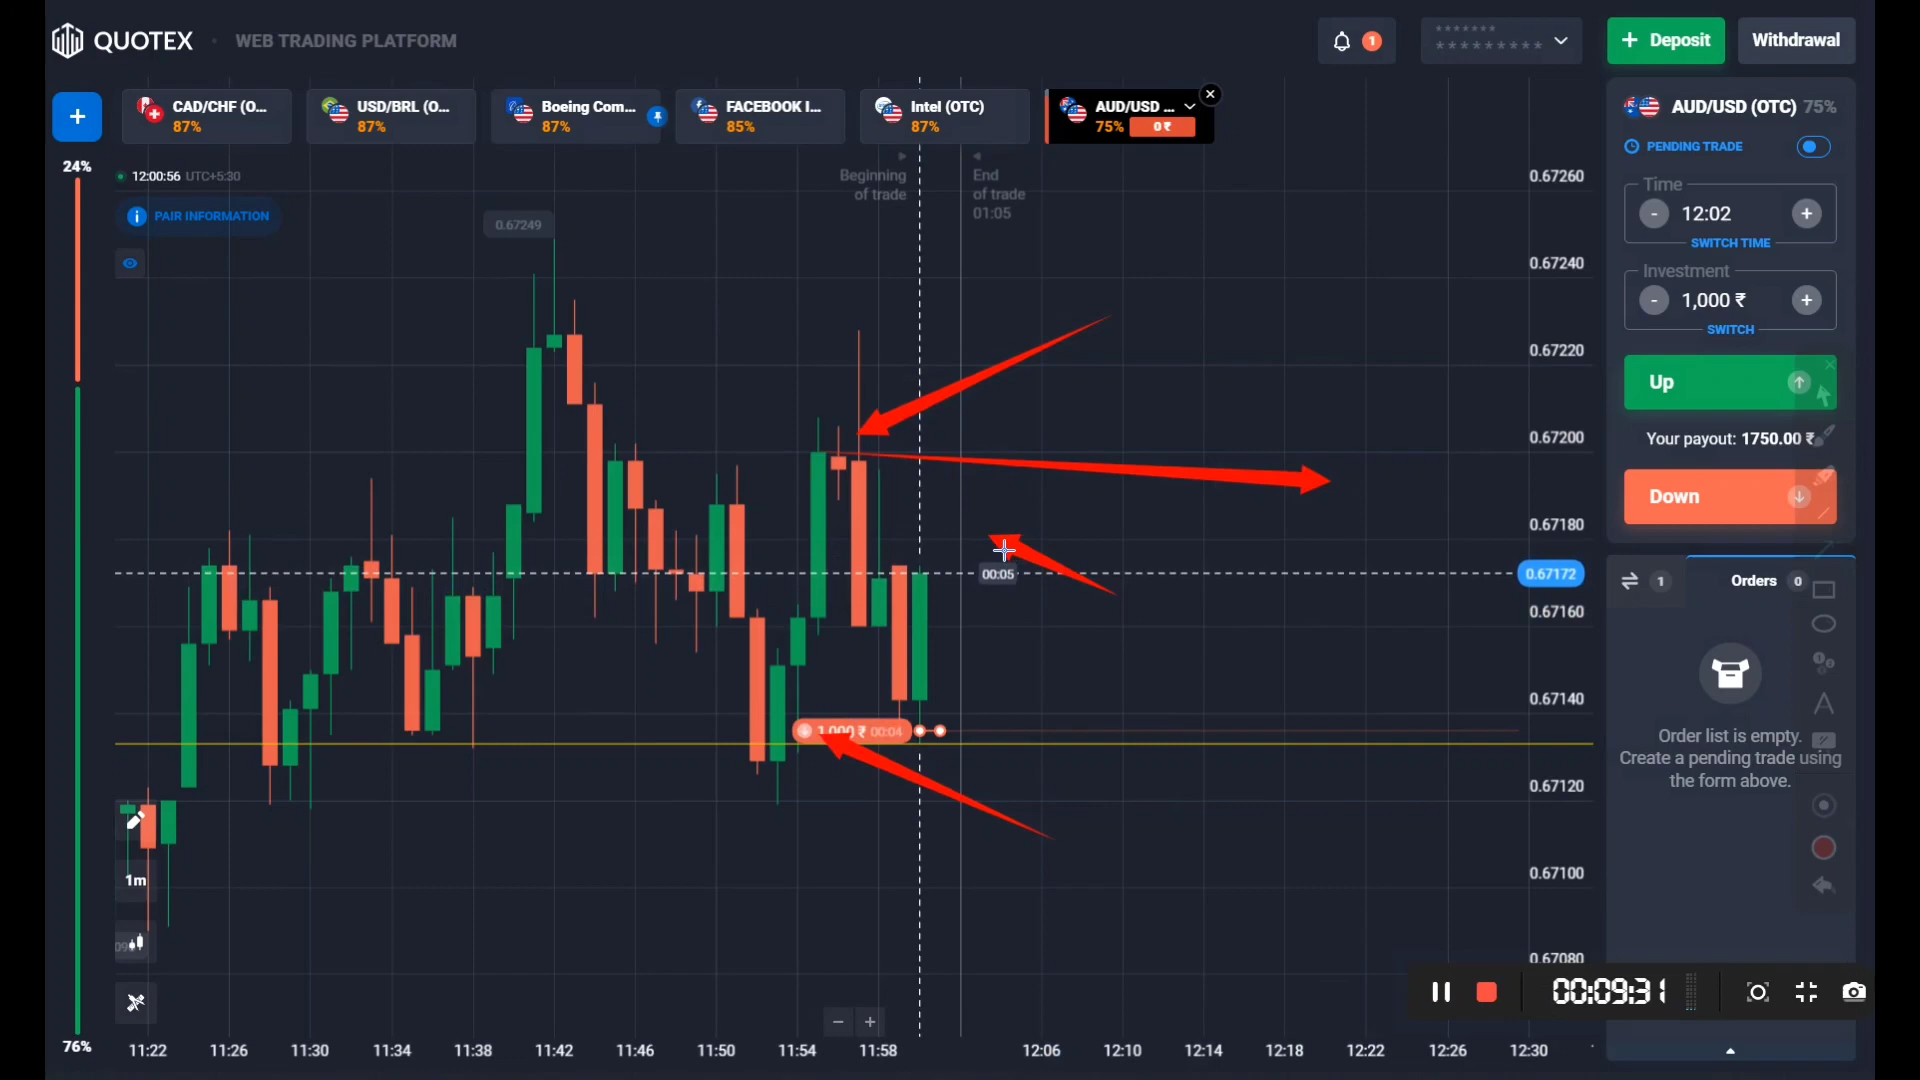 QUOTEX
WEB TRADING PLATFORM
1
*******
*********
Deposit
Withdrawal
CAD/CHF (O...
87%
USD/BRL (O...
87%
Boeing Com...
87%
FACEBOOK I...
85%
Intel (OTC)
87%
AUD/USD ...
75%
0 ₹
AUD/USD (OTC) 75%
PENDING TRADE
24%
12:00:56 UTC+5:30
PAIR INFORMATION
Beginning
of trade
End
of trade
01:05
0.67249
0.67260
0.67240
0.67220
0.67200
0.67180
0.67172
0.67160
0.67140
0.67120
0.67100
0.67080
Time
- 12:02 +
SWITCH TIME
Investment
- 1,000 ₹ +
SWITCH
Up
Your payout: 1750.00 ₹
Down
1
Orders 0
Order list is empty.
Create a pending trade using
the form above.
00:05
1,000 ₹ 00:04
1m
00:09:31
76%
11:22
11:26
11:30
11:34
11:38
11:42
11:46
11:50
11:54
11:58
12:06
12:10
12:14
12:18
12:22
12:26
12:30